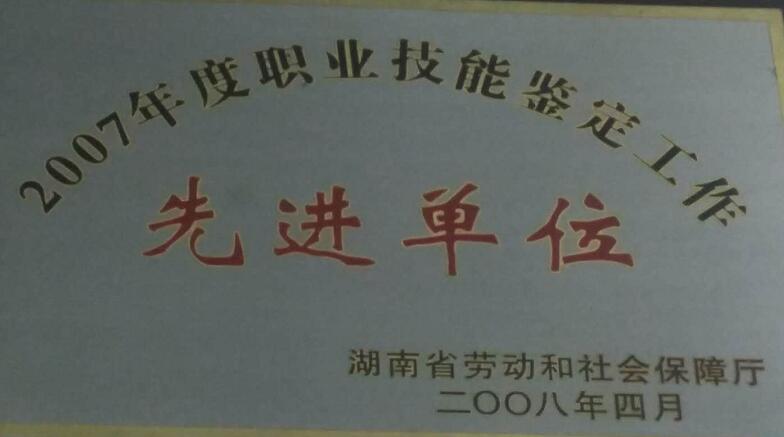 2007年度职业技能鉴定工作
先进单位
湖南省劳动和社会保障厅
二〇〇八年四月